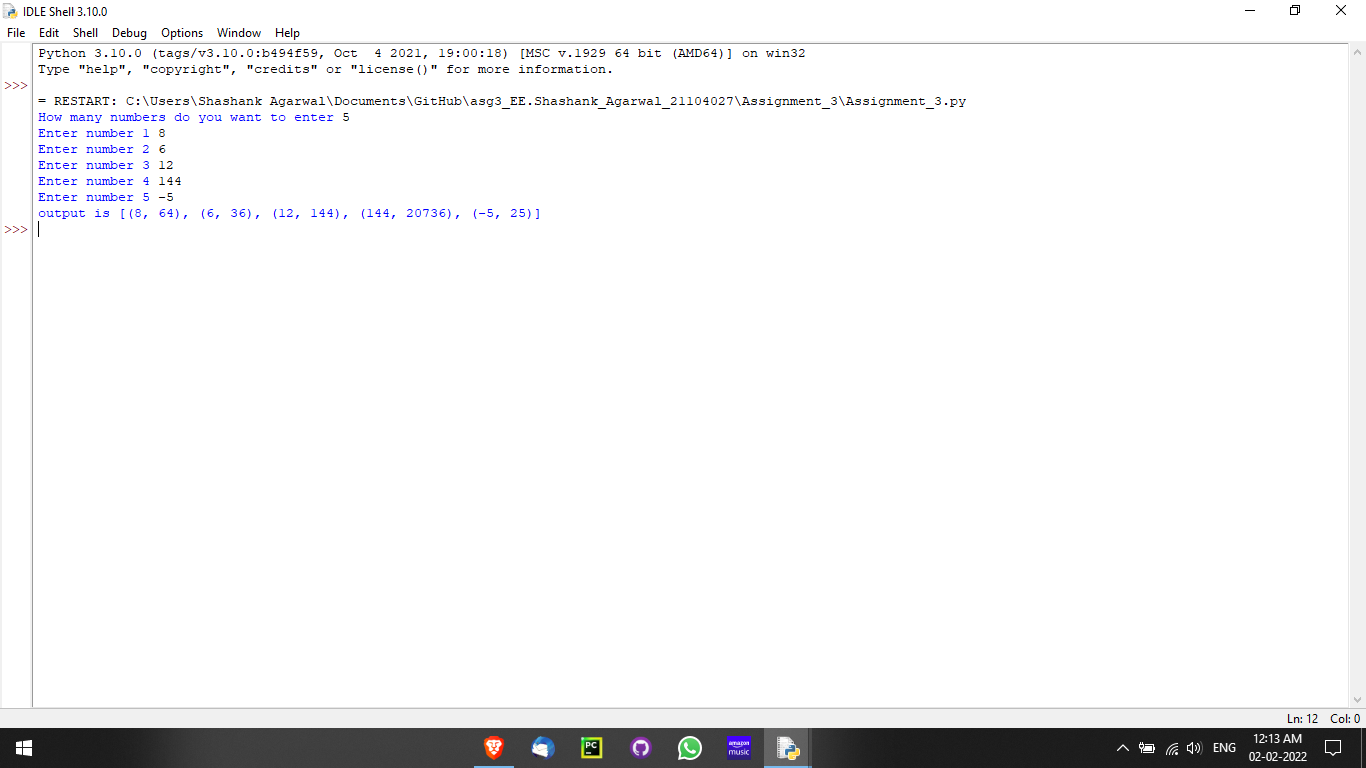 IDLE Shell 3.10.0
File Edit Shell Debug Options Window Help
Python 3.10.0 (tags/v3.10.0:b494f59, Oct  4 2021, 19:00:18) [MSC v.1929 64 bit (AMD64)] on win32
Type "help", "copyright", "credits" or "license()" for more information.
>>>
= RESTART: C:\Users\Shashank Agarwal\Documents\GitHub\asg3_EE.Shashank_Agarwal_21104027\Assignment_3\Assignment_3.py
How many numbers do you want to enter 5
Enter number 1 8
Enter number 2 6
Enter number 3 12
Enter number 4 144
Enter number 5 -5
output is [(8, 64), (6, 36), (12, 144), (144, 20736), (-5, 25)]
>>>
Ln: 12 Col: 0
PC
amazon music
ENG
12:13 AM
02-02-2022